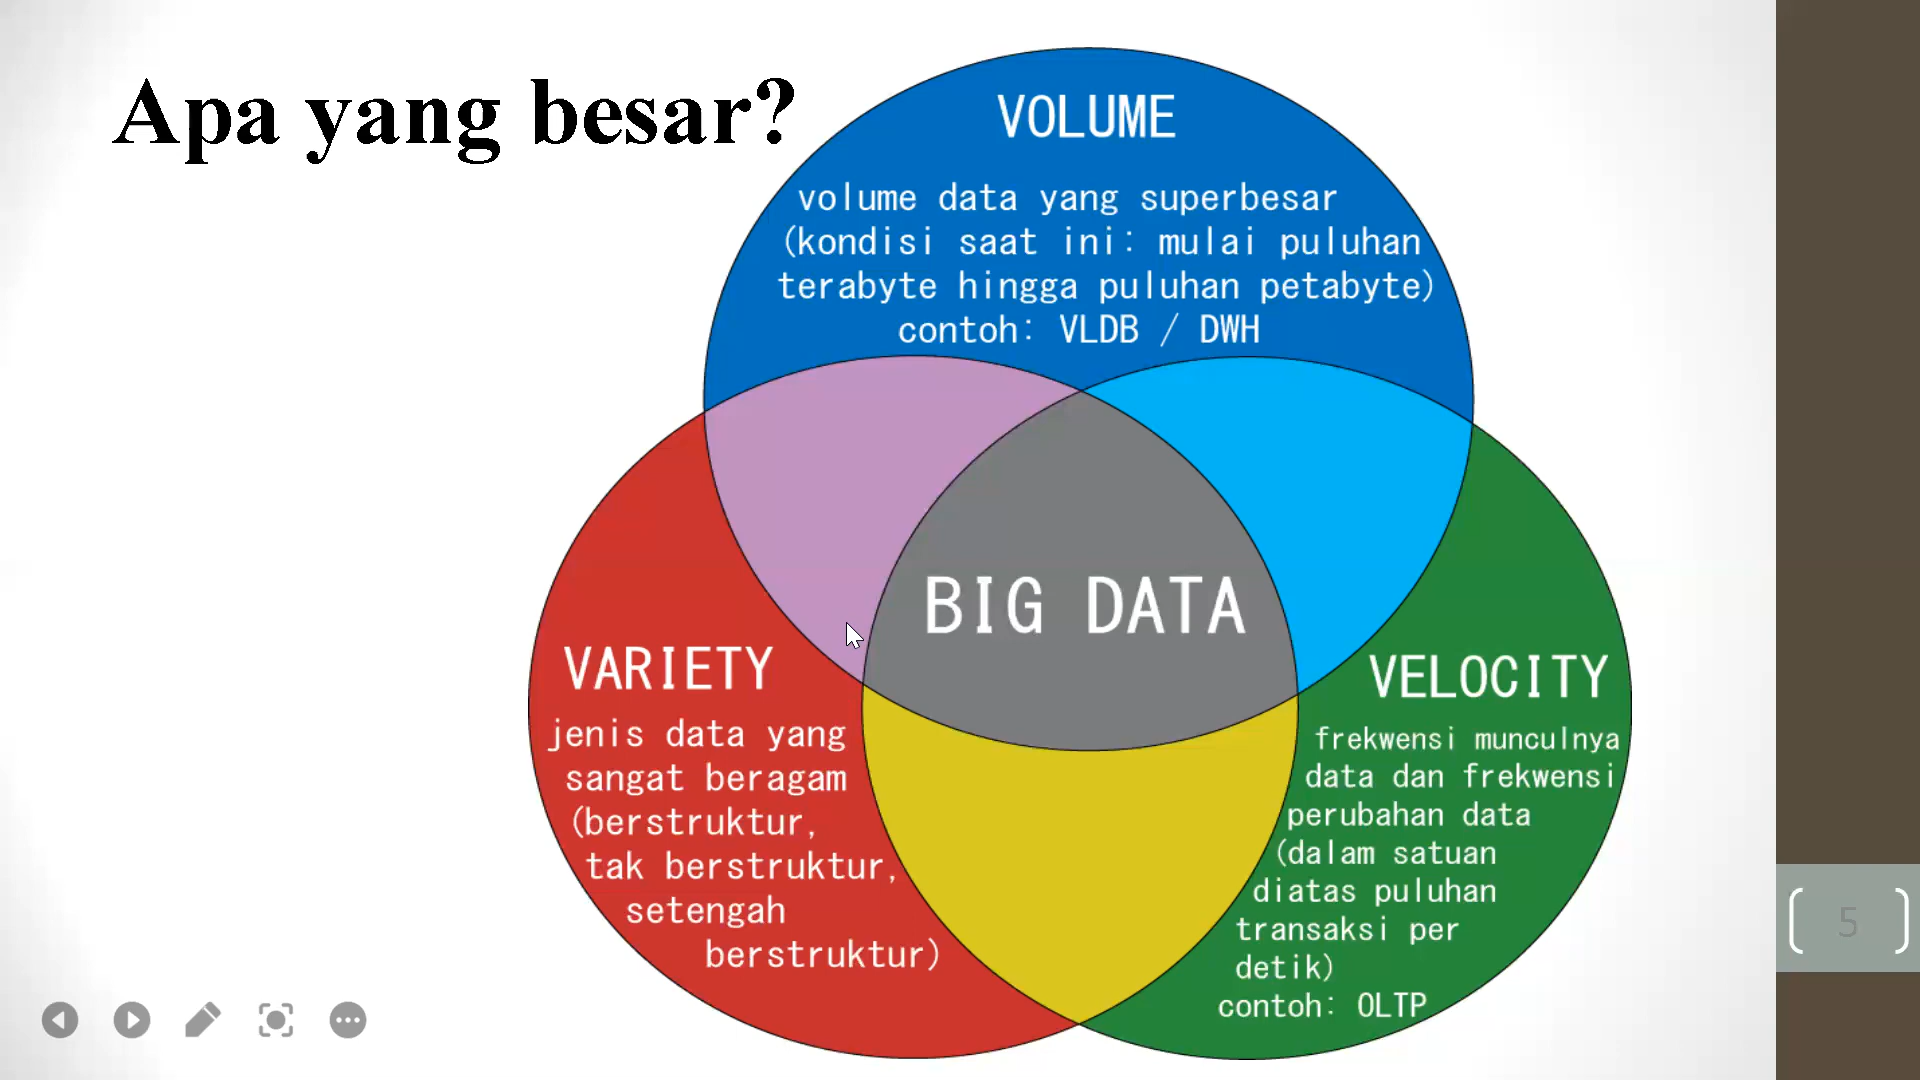 Apa yang besar?
VOLUME
volume data yang superbesar
(kondisi saat ini: mulai puluhan
terabyte hingga puluhan petabyte)
contoh: VLDB / DWH
BIG DATA
VARIETY
jenis data yang
sangat beragam
(berstruktur,
tak berstruktur,
setengah
berstruktur)
VELOCITY
frekwensi munculnya
data dan frekwensi
perubahan data
(dalam satuan
diatas puluhan
transaksi per
detik)
contoh: OLTP
5